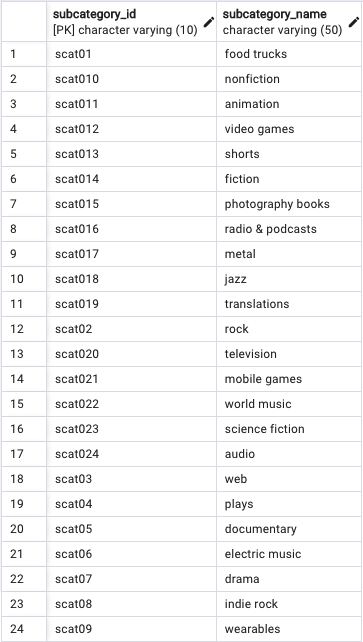 subcategory_id subcategory_name
[PK] character varying (10) character varying (50)
1 scat01 food trucks
2 scat010 nonfiction
3 scat011 animation
4 scat012 video games
5 scat013 shorts
6 scat014 fiction
7 scat015 photography books
8 scat016 radio & podcasts
9 scat017 metal
10 scat018 jazz
11 scat019 translations
12 scat02 rock
13 scat020 television
14 scat021 mobile games
15 scat022 world music
16 scat023 science fiction
17 scat024 audio
18 scat03 web
19 scat04 plays
20 scat05 documentary
21 scat06 electric music
22 scat07 drama
23 scat08 indie rock
24 scat09 wearables